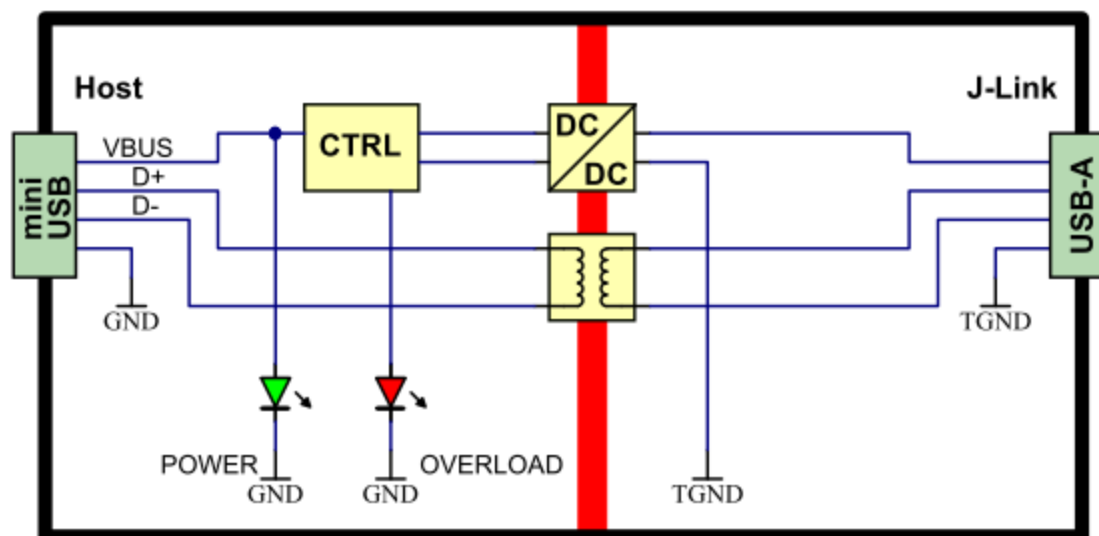 Host
J-Link
mini
USB
VBUS
D+
D-
GND
CTRL
DC
DC
USB-A
TGND
POWER
GND
OVERLOAD
GND
TGND